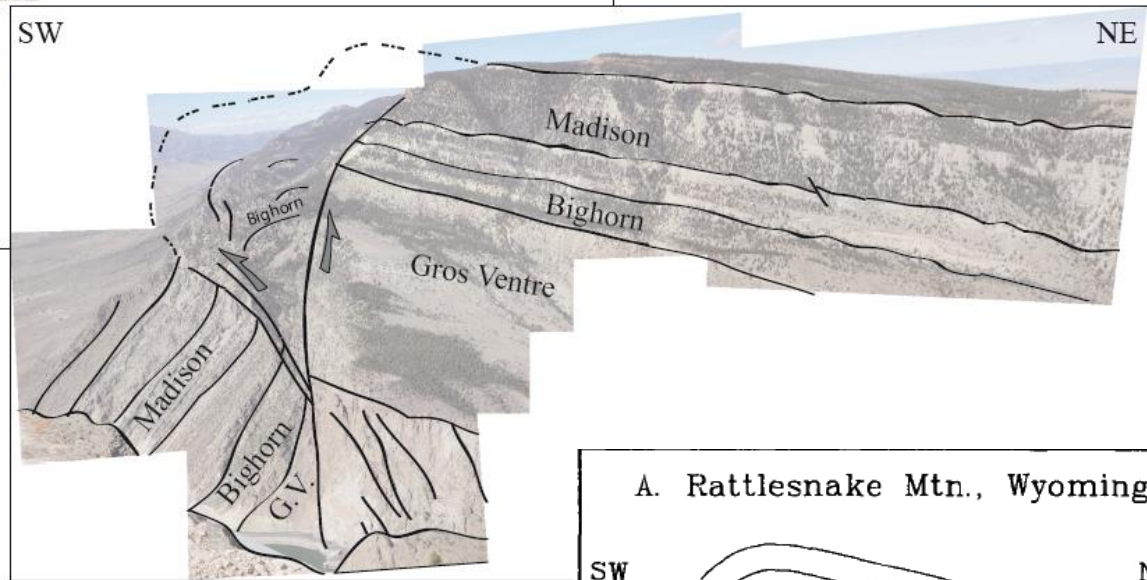 SW
NE
Madison
Bighorn
Bighorn
Gros Ventre
Madison
Bighorn
G.V.
A. Rattlesnake Mtn., Wyoming
SW